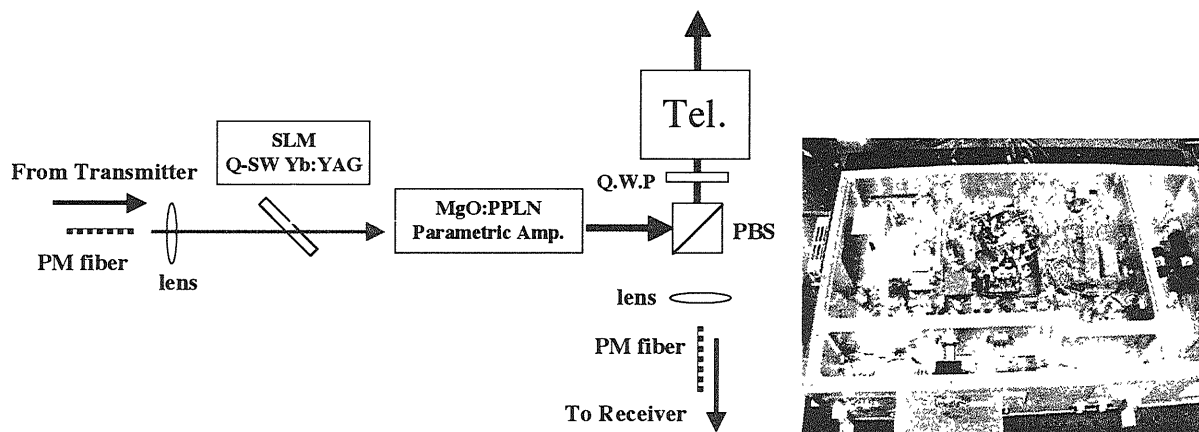 Tel.
SLM
Q-SW Yb:YAG
From Transmitter
Q.W.P
MgO:PPLN
Parametric Amp.
PBS
PM fiber
lens
lens
PM fiber
To Receiver